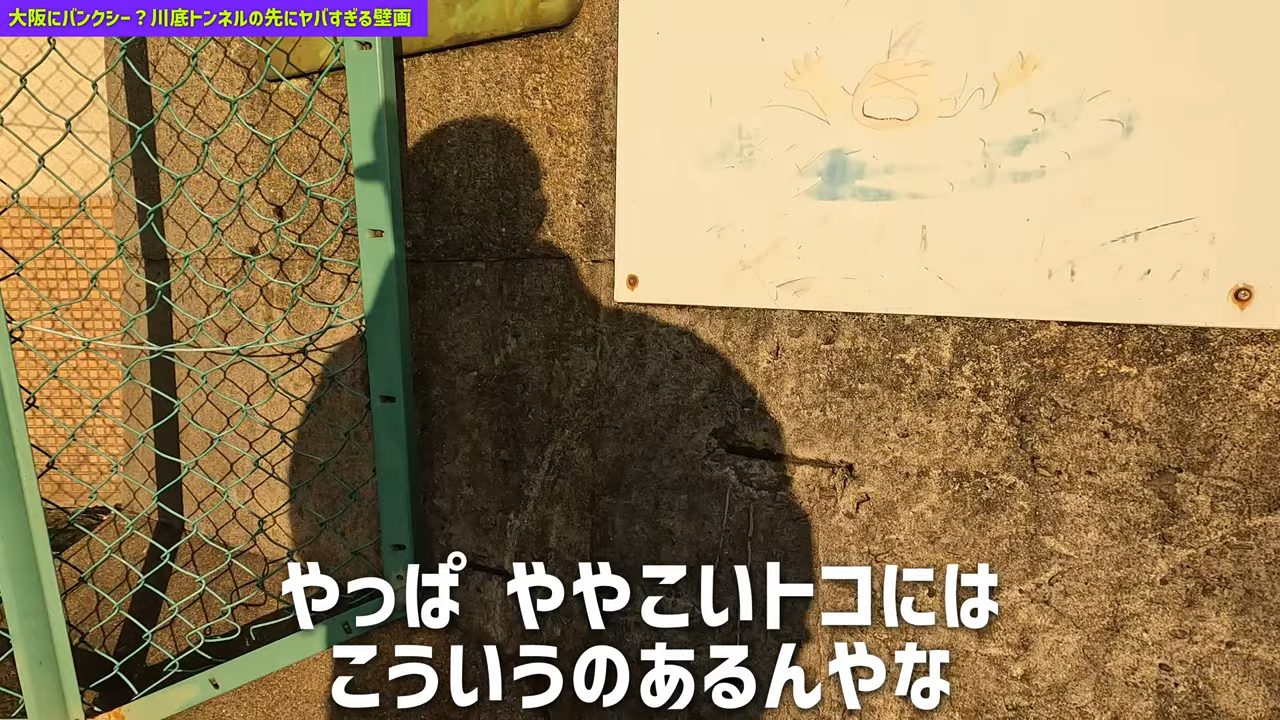 大阪にバンクシー？川底トンネルの先にヤバすぎる壁画
やっぱ ややこいトコには
こういうのあるんやな